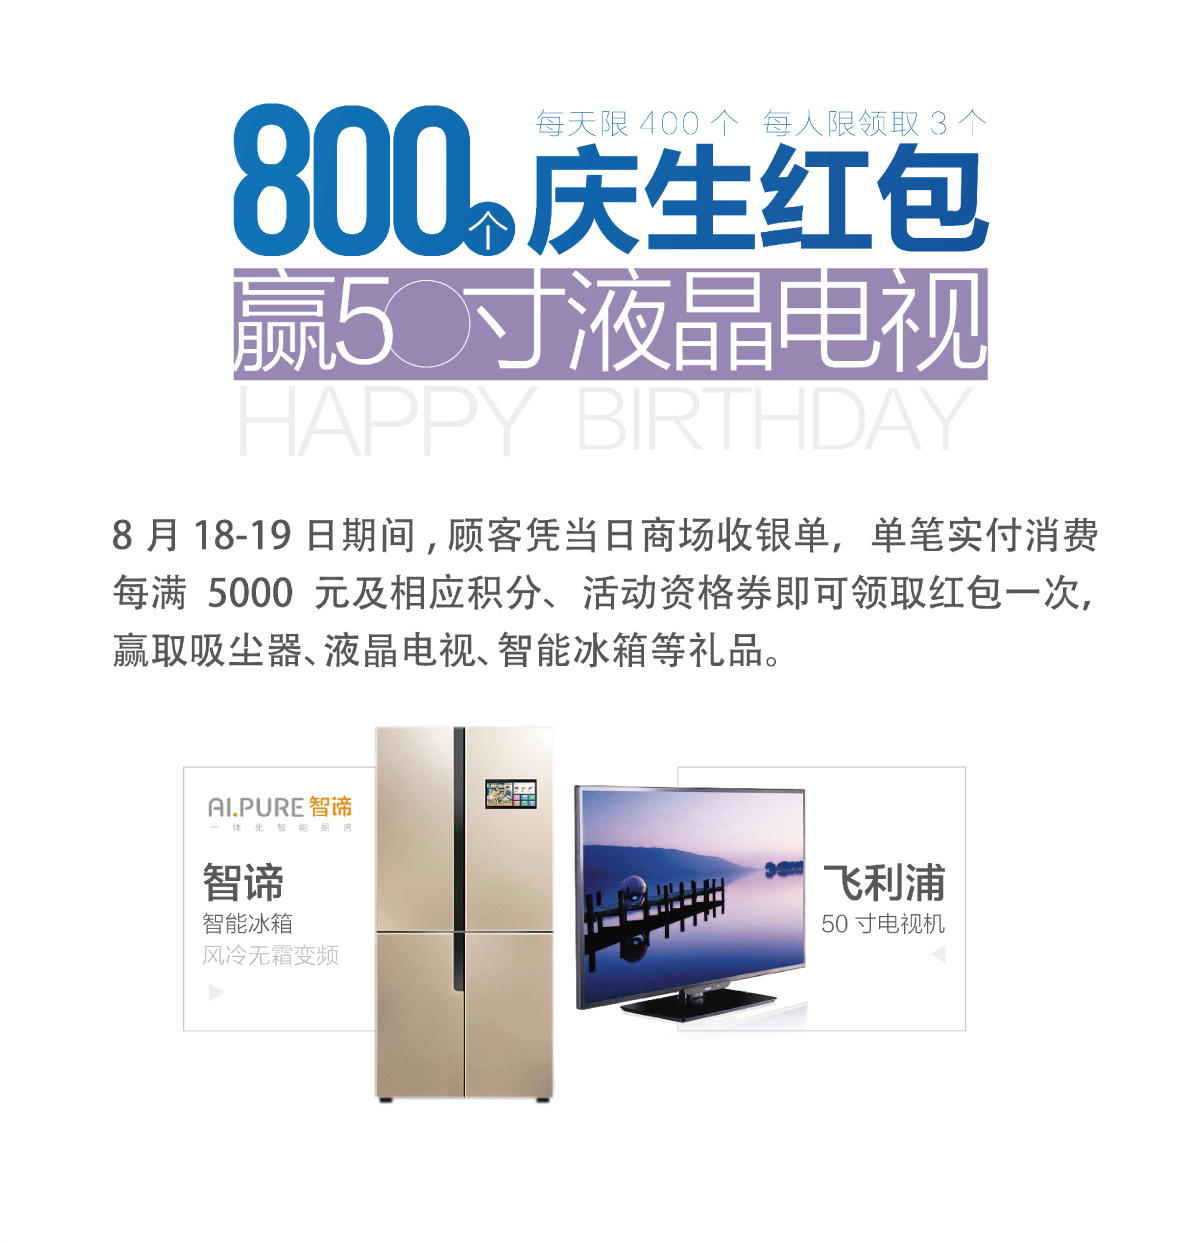 每天限 400 个 每人限领取 3 个
800个庆生红包
赢50寸液晶电视
HAPPY BIRTHDAY
8 月 18-19 日期间，顾客凭当日商场收银单，单笔实付消费
每满 5000 元及相应积分、活动资格券即可领取红包一次，
赢取吸尘器、液晶电视、智能冰箱等礼品。
AI.PURE 智谛
一体化智能厨房
智谛
智能冰箱
风冷无霜变频
飞利浦
50 寸电视机